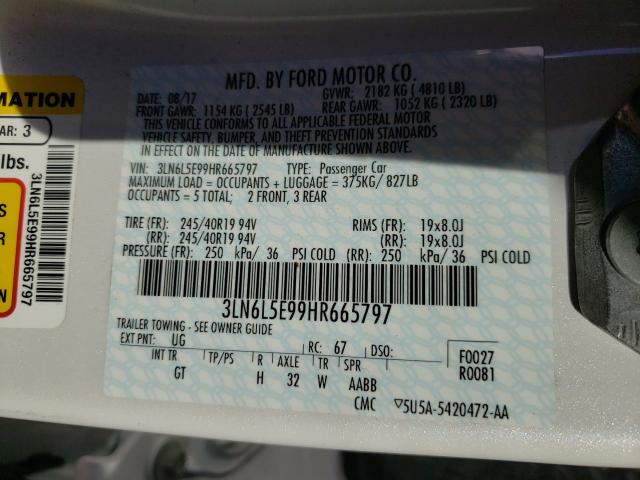 MFD. BY FORD MOTOR CO.
DATE: 08/17 GVWR: 2182 KG ( 4810 LB)
FRONT GAWR: 1154 KG ( 2545 LB) REAR GAWR: 1052 KG ( 2320 LB)
THIS VEHICLE CONFORMS TO ALL APPLICABLE FEDERAL MOTOR
VEHICLE SAFETY, BUMPER, AND THEFT PREVENTION STANDARDS
IN EFFECT ON THE DATE OF MANUFACTURE SHOWN ABOVE.
VIN: 3LN6L5E99HR665797 TYPE: Passenger Car
MAXIMUM LOAD = OCCUPANTS + LUGGAGE = 375KG/ 827LB
OCCUPANTS = 5 TOTAL: 2 FRONT, 3 REAR
TIRE (FR): 245/40R19 94V RIMS (FR): 19x8.0J
(RR): 245/40R19 94V (RR): 19x8.0J
PRESSURE (FR): 250 kPa/ 36 PSI COLD (RR): 250 kPa/ 36 PSI COLD
3LN6L5E99HR665797
TRAILER TOWING - SEE OWNER GUIDE
EXT PNT: UG RC: 67 DSO:
INT TR TP/PS R AXLE TR SPR F0027
GT H 32 W AABB R0081
CMC ▽5U5A-5420472-AA
MATION
AR: 3
lbs.
S
R
3LN6L5E99HR665797